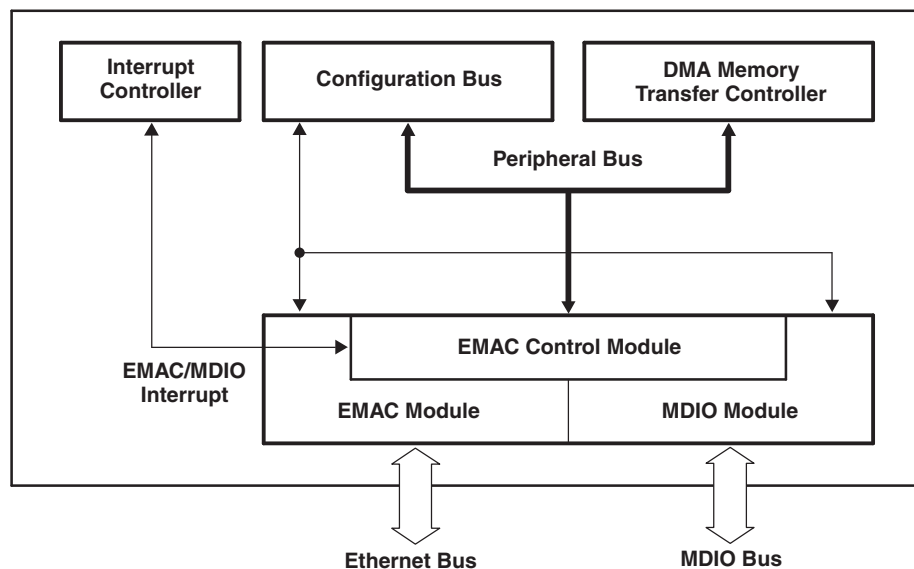 Interrupt
Controller
Configuration Bus
DMA Memory
Transfer Controller
Peripheral Bus
EMAC Control Module
EMAC/MDIO
Interrupt
EMAC Module
MDIO Module
Ethernet Bus
MDIO Bus